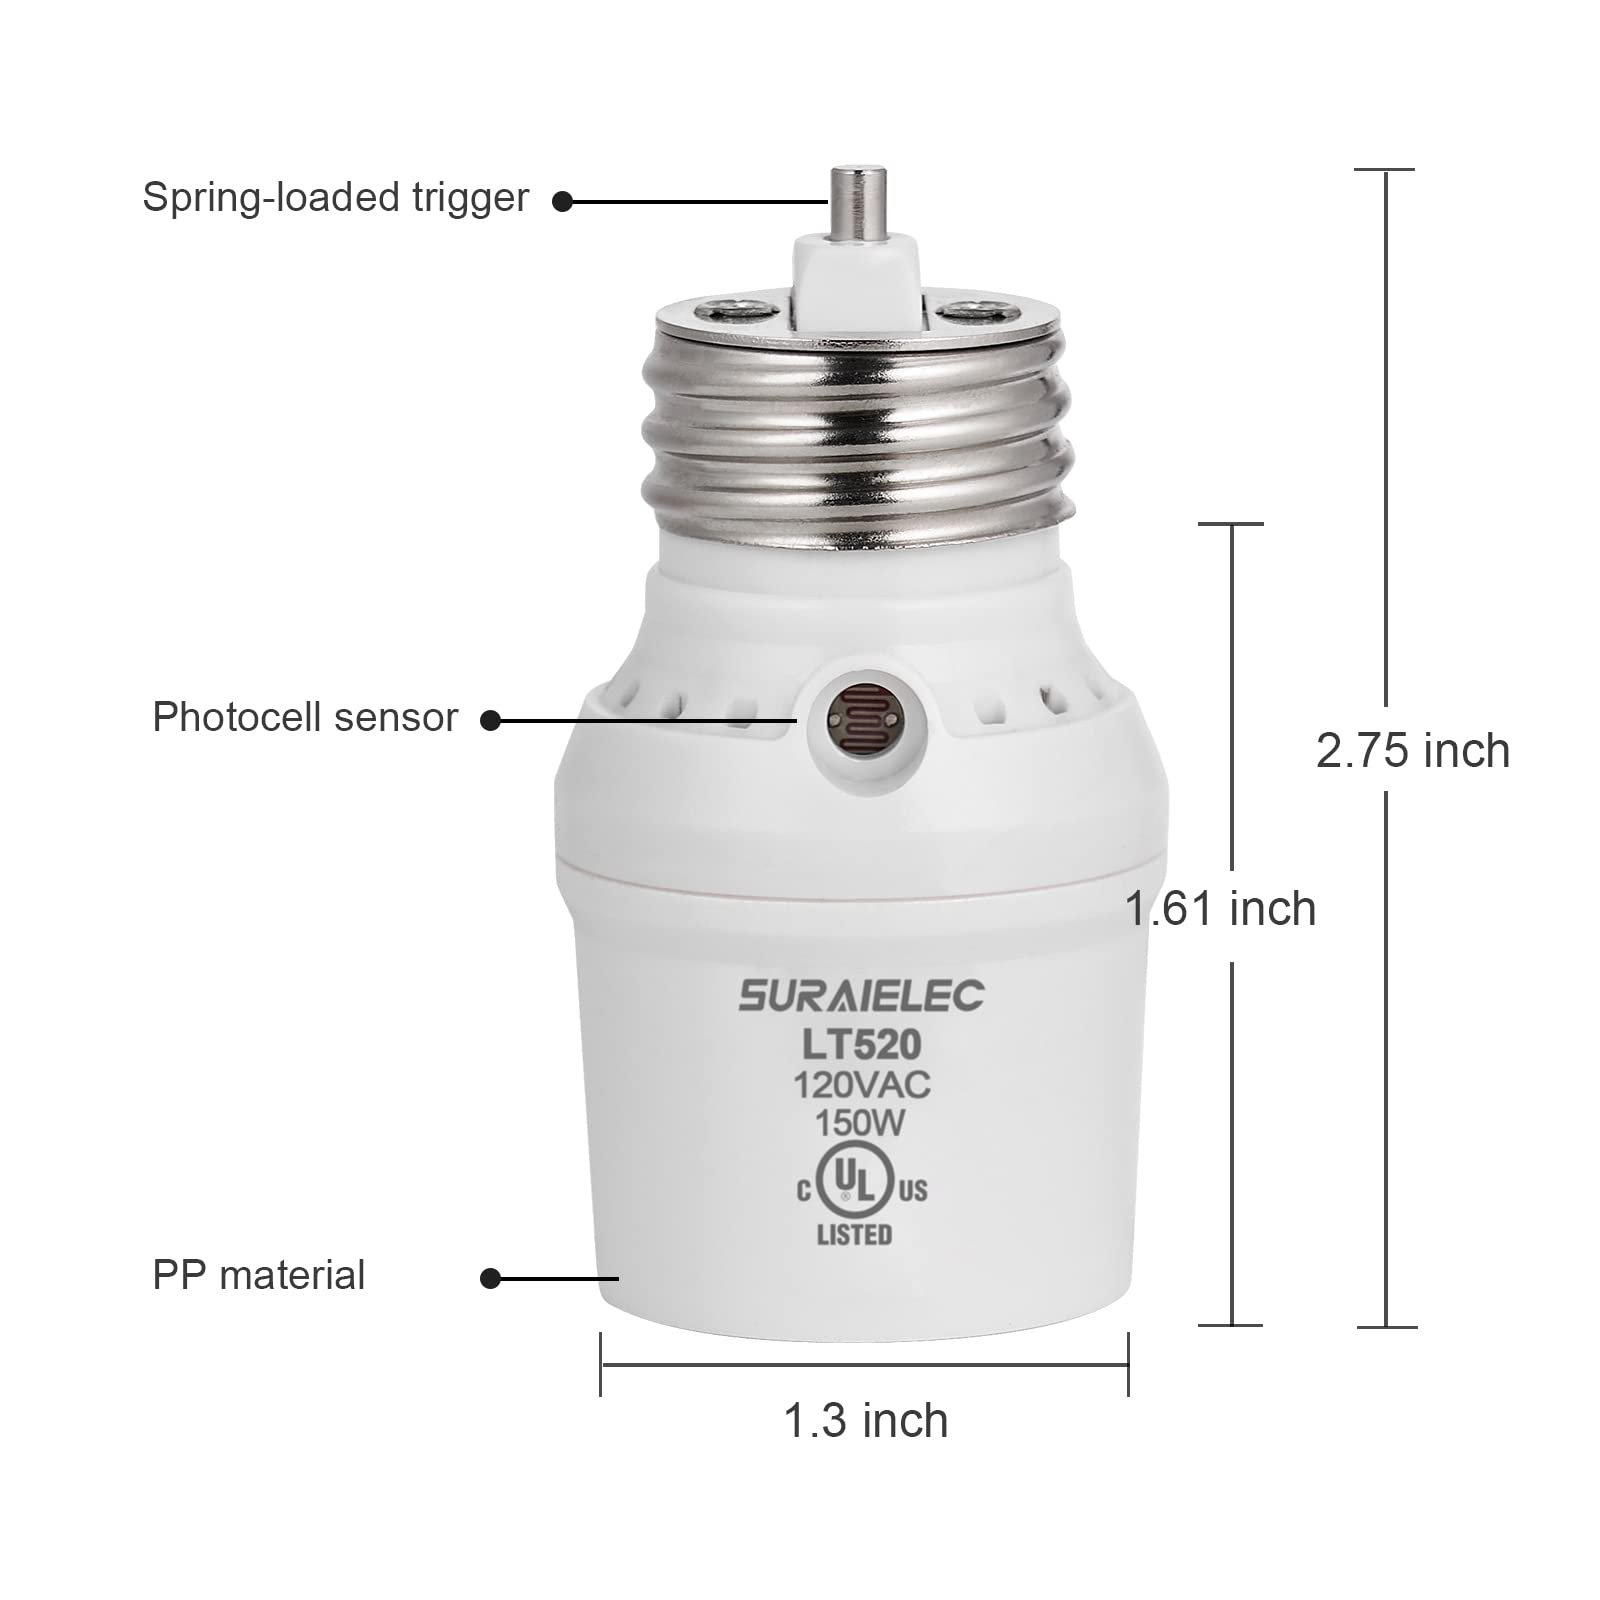 Spring-loaded trigger
Photocell sensor
2.75 inch
1.61 inch
SURAIELEC
LT520
120VAC
150W
C UL® US
LISTED
PP material
1.3 inch